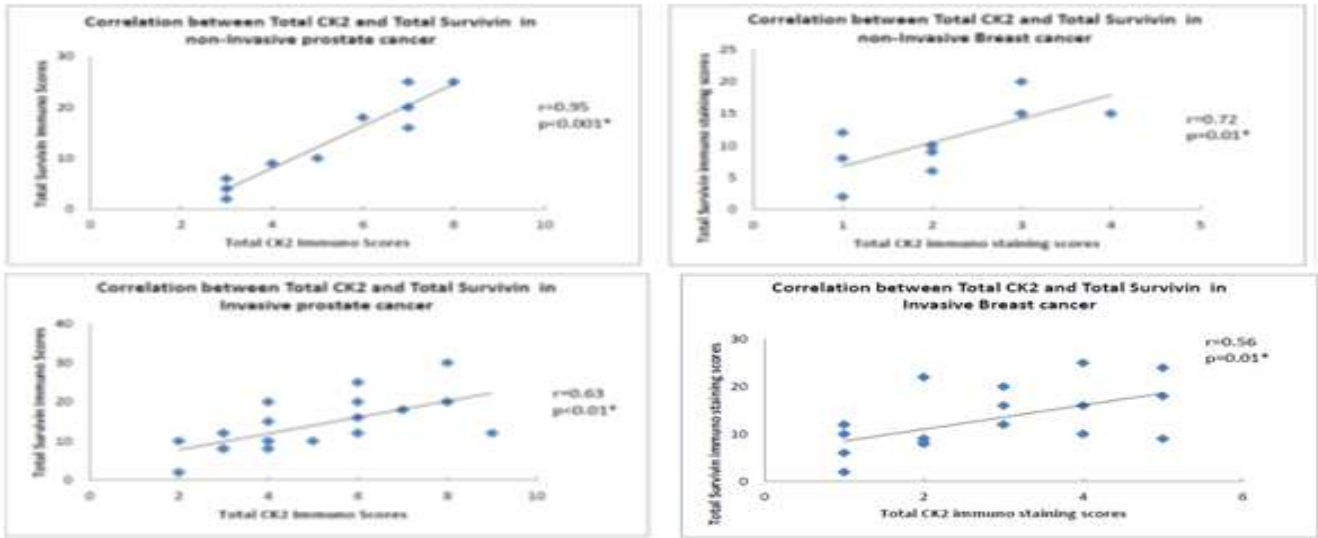 Correlation between Total CK2 and Total Survivin in
non-Invasive prostate cancer
Total Survivin Immuno Scores
30
20
10
0
0 2 4 6 8 10
Total CK2 Immuno Scores
r=0.95
p<0.001*
Correlation between Total CK2 and Total Survivin in
non-Invasive Breast cancer
Total Survivin immuno staining scores
25
20
15
10
5
0
0 1 2 3 4 5
Total CK2 immuno staining scores
r=0.72
p=0.01*
Correlation between Total CK2 and Total Survivin in
Invasive prostate cancer
Total Survivin Immuno Scores
40
30
20
10
0
0 2 4 6 8 10
Total CK2 Immuno Scores
r=0.63
p<0.01*
Correlation between Total CK2 and Total Survivin in
Invasive Breast cancer
Total Survivin immuno staining scores
30
20
10
0
0 2 4 6
Total CK2 immuno staining scores
r=0.56
p=0.01*